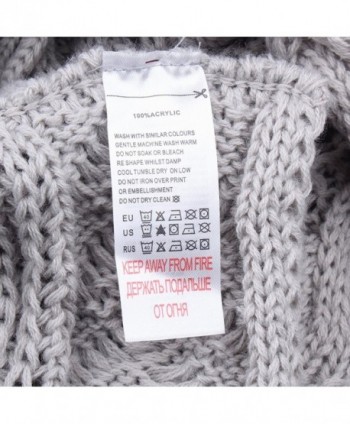 100%ACRYLIC
WASH WITH SIMILAR COLOURS
GENTLE MACHINE WASH WARM
DO NOT SOAK OR BLEACH
RE SHAPE WHILST DAMP
COOL TUMBLE DRY ON LOW
DO NOT IRON OVER PRINT
OR EMBELLISHMENT
DO NOT DRY CLEAN
EU
US
RUS
KEEP AWAY FROM FIRE
ДЕРЖАТЬ ПОДАЛЬШЕ
ОТ ОГНЯ